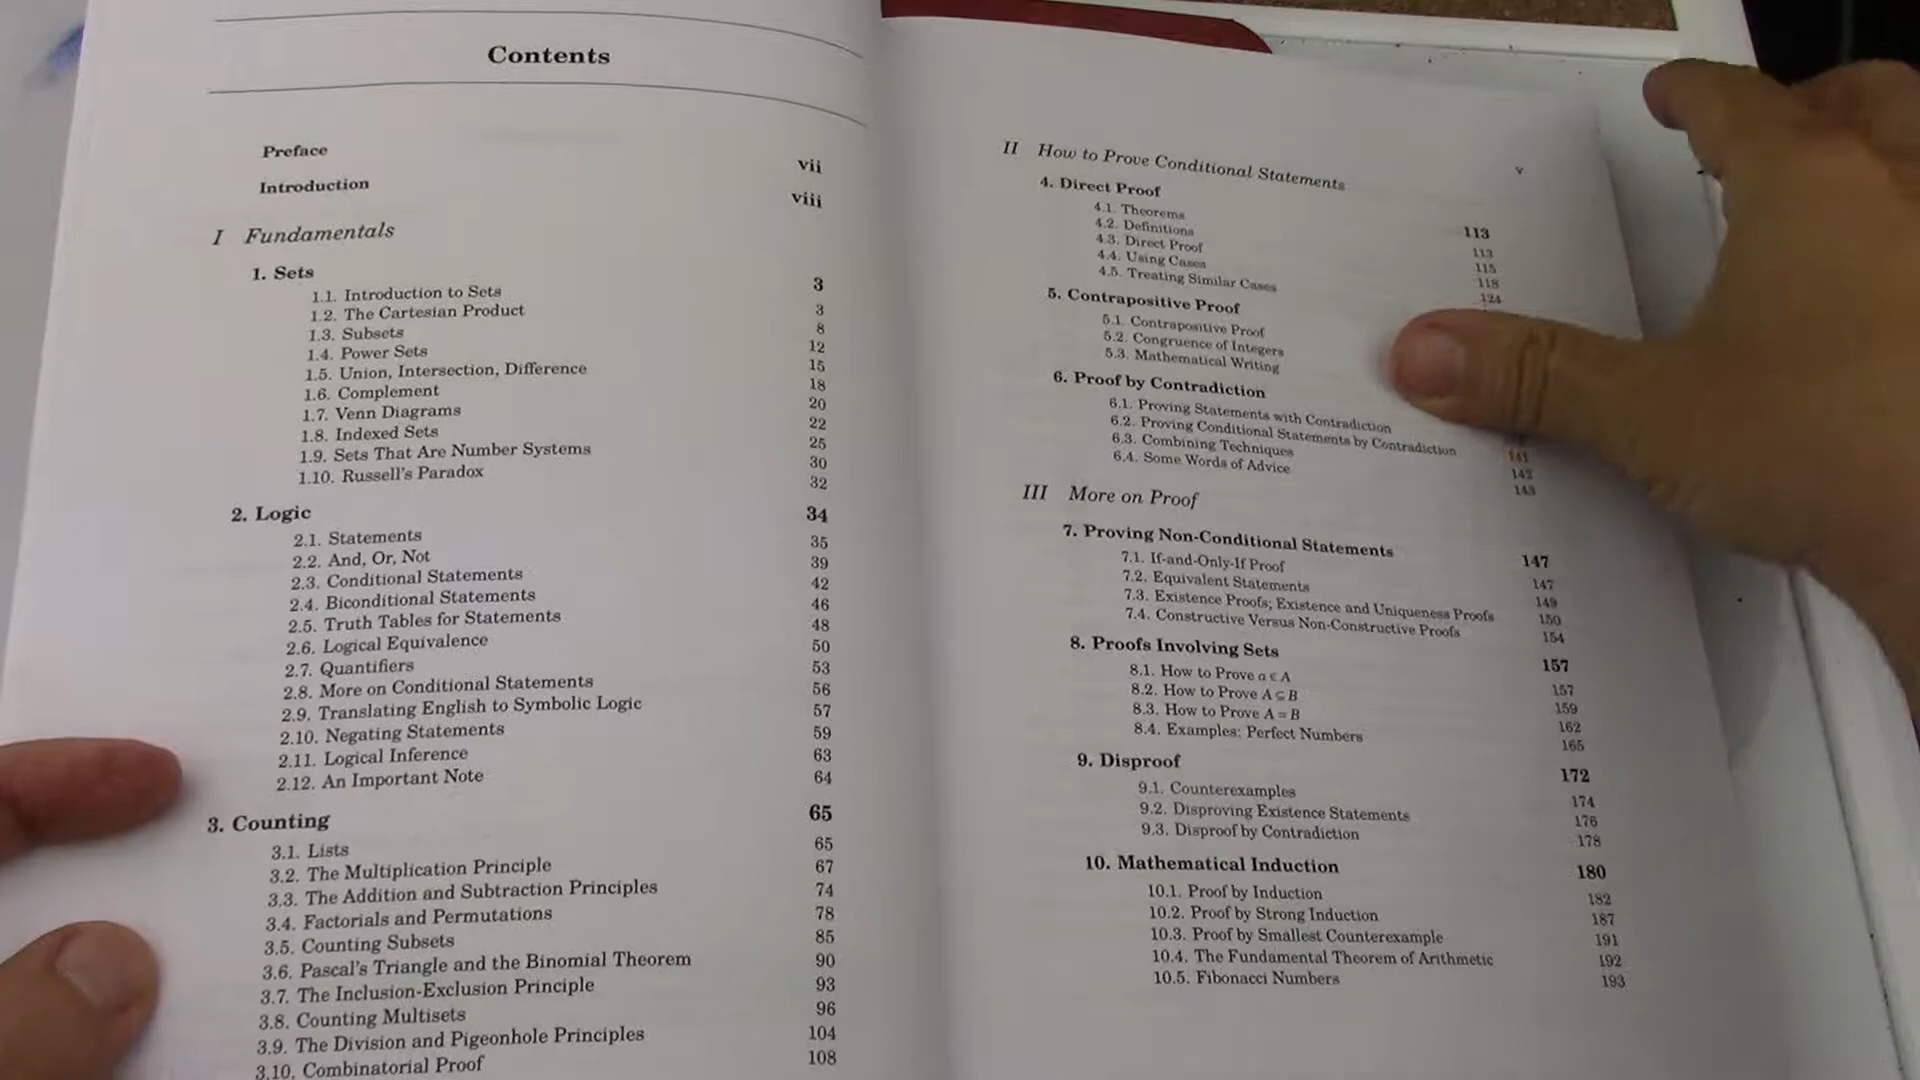 Contents
Preface vii
Introduction viii
I Fundamentals
1. Sets 3
1.1. Introduction to Sets 3
1.2. The Cartesian Product 8
1.3. Subsets 12
1.4. Power Sets 15
1.5. Union, Intersection, Difference 18
1.6. Complement 20
1.7. Venn Diagrams 22
1.8. Indexed Sets 25
1.9. Sets That Are Number Systems 30
1.10. Russell's Paradox 32
2. Logic 34
2.1. Statements 35
2.2. And, Or, Not 39
2.3. Conditional Statements 42
2.4. Biconditional Statements 46
2.5. Truth Tables for Statements 48
2.6. Logical Equivalence 50
2.7. Quantifiers 53
2.8. More on Conditional Statements 56
2.9. Translating English to Symbolic Logic 57
2.10. Negating Statements 59
2.11. Logical Inference 63
2.12. An Important Note 64
3. Counting 65
3.1. Lists 65
3.2. The Multiplication Principle 67
3.3. The Addition and Subtraction Principles 74
3.4. Factorials and Permutations 78
3.5. Counting Subsets 85
3.6. Pascal's Triangle and the Binomial Theorem 90
3.7. The Inclusion-Exclusion Principle 93
3.8. Counting Multisets 96
3.9. The Division and Pigeonhole Principles 104
3.10. Combinatorial Proof 108
v
II How to Prove Conditional Statements
4. Direct Proof 113
4.1. Theorems 113
4.2. Definitions 115
4.3. Direct Proof 118
4.4. Using Cases 124
4.5. Treating Similar Cases
5. Contrapositive Proof
5.1. Contrapositive Proof
5.2. Congruence of Integers
5.3. Mathematical Writing
6. Proof by Contradiction
6.1. Proving Statements with Contradiction
6.2. Proving Conditional Statements by Contradiction 141
6.3. Combining Techniques 142
6.4. Some Words of Advice 143
III More on Proof
7. Proving Non-Conditional Statements 147
7.1. If-and-Only-If Proof 147
7.2. Equivalent Statements 149
7.3. Existence Proofs; Existence and Uniqueness Proofs 150
7.4. Constructive Versus Non-Constructive Proofs 154
8. Proofs Involving Sets 157
8.1. How to Prove a ∈ A 157
8.2. How to Prove A ⊆ B 159
8.3. How to Prove A = B 162
8.4. Examples: Perfect Numbers 165
9. Disproof 172
9.1. Counterexamples 174
9.2. Disproving Existence Statements 176
9.3. Disproof by Contradiction 178
10. Mathematical Induction 180
10.1. Proof by Induction 182
10.2. Proof by Strong Induction 187
10.3. Proof by Smallest Counterexample 191
10.4. The Fundamental Theorem of Arithmetic 192
10.5. Fibonacci Numbers 193